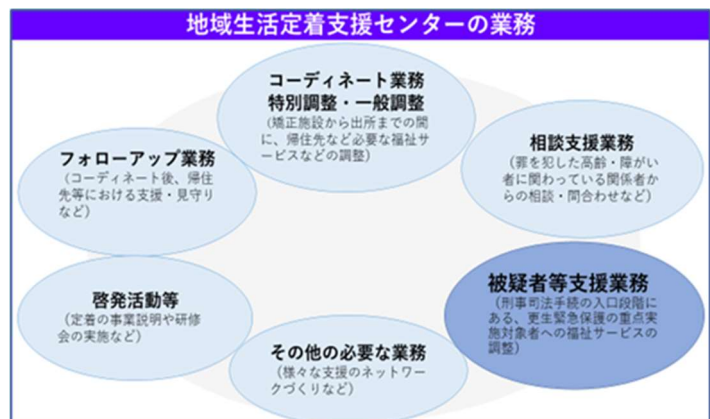 地域生活定着支援センターの業務
コーディネート業務
特別調整・一般調整
（矯正施設から出所までの間
に、帰住先など必要な福祉サ
ービスなどの調整）
相談支援業務
（罪を犯した高齢・障がい
者に関わっている関係者か
らの相談・問合わせなど）
被疑者等支援業務
（刑事司法手続の入口段階に
ある、更生緊急保護の重点実
施対象者への福祉サービスの
調整）
その他の必要な業務
（様々な支援のネットワー
クづくりなど）
啓発活動等
（定着の事業説明や研修
会の実施など）
フォローアップ業務
（コーディネート後、帰住
先等における支援・見守り
など）